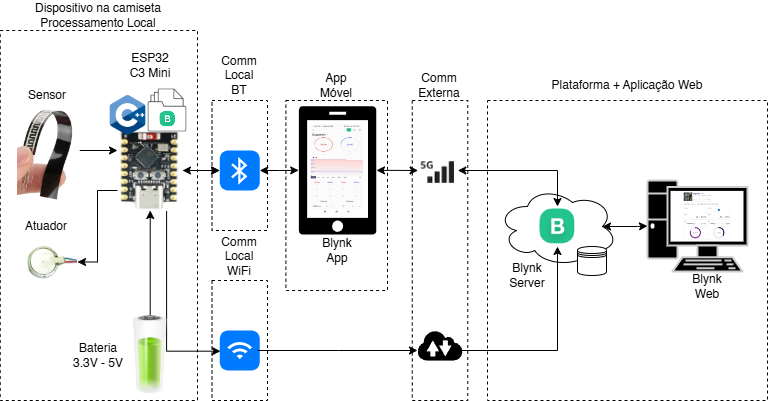 Dispositivo na camiseta
Processamento Local
ESP32
C3 Mini
Sensor
C++
B
Atuador
Bateria
3.3V - 5V
Comm
Local
BT
Comm
Local
WiFi
App
Móvel
Blynk
App
Comm
Externa
5G
Plataforma + Aplicação Web
B
Blynk
Server
Blynk
Web